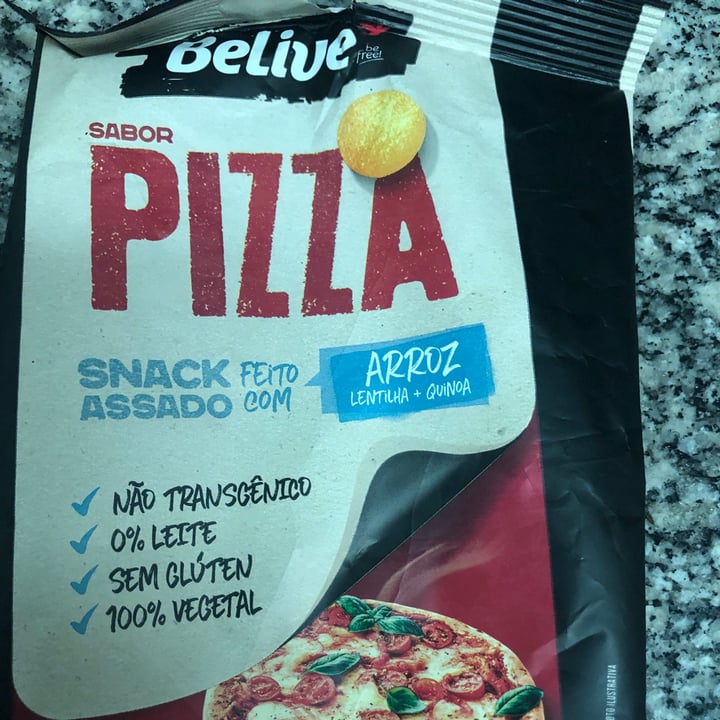 BeLive
be free!
SABOR
PIZZA
SNACK ASSADO
FEITO COM
ARROZ
LENTILHA + QUINOA
NÃO TRANSGÊNICO
0% LEITE
SEM GLÚTEN
100% VEGETAL
ILUSTRATIVA